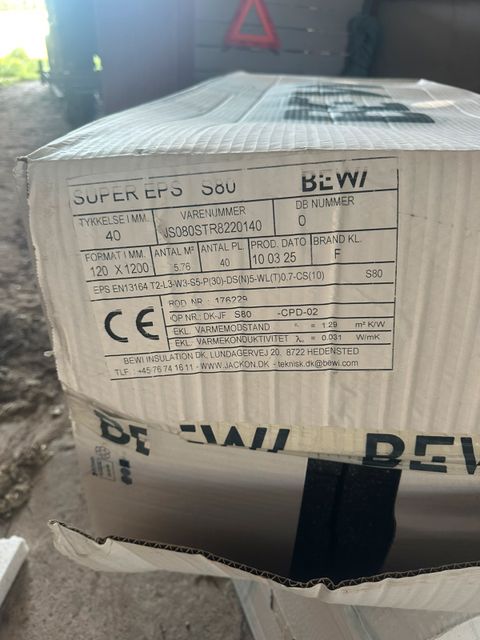 SUPER EPS S80 BEWI
TYKKELSE I MM. VARENUMMER DB NUMMER
40 JS080STR8220140 0
FORMAT I MM. ANTAL M² ANTAL PL. PROD. DATO BRAND KL.
120 X1200 5,76 40 10 03 25 F
EPS EN13164 T2-L3-W3-S5-P(30)-DS(N)5-WL(T)0,7-CS(10) S80
CE
PROD NR : 176229
DOP NR.: DK-JF S80 -CPD-02
EKL. VARMEMODSTAND = 1.29 m² K/W
EKL. VARMEKONDUKTIVITET = 0.031 W/mK
BEWI INSULATION DK, LUNDAGERVEJ 20, 8722 HEDENSTED
TLF. : +45 76 74 16 11 - WWW.JACKON.DK - teknisk.dk@bewi.com
BEWI BEWI